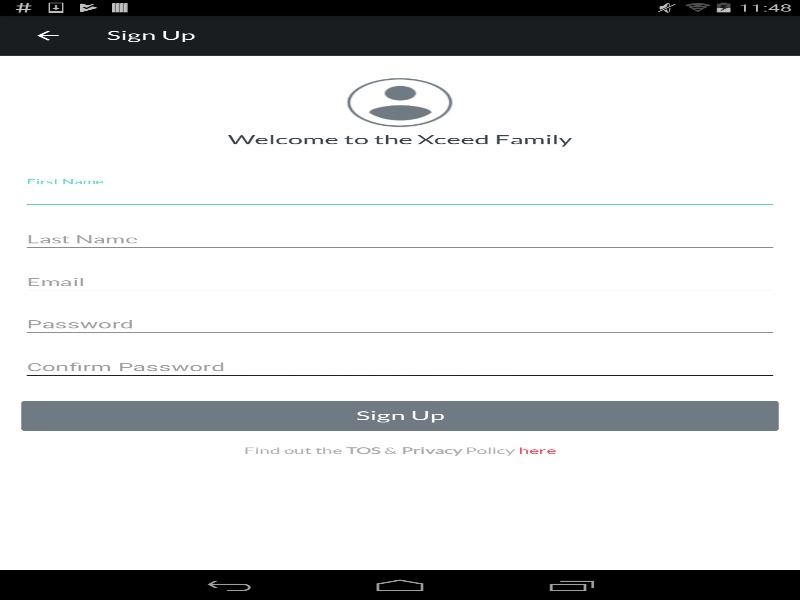 11:48
Sign Up
Welcome to the Xceed Family
First Name
Last Name
Email
Password
Confirm Password
Sign Up
Find out the TOS & Privacy Policy here